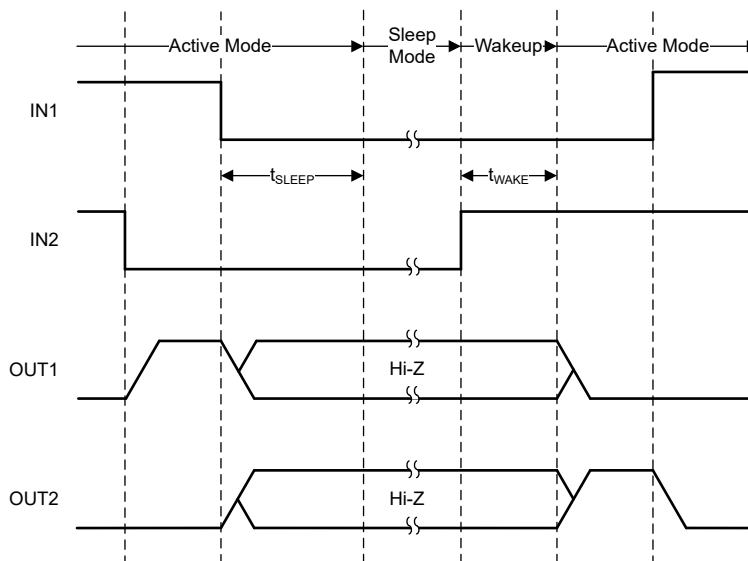 Active Mode
Sleep
Mode
Wakeup
Active Mode
IN1
tSLEEP
tWAKE
IN2
OUT1
Hi-Z
OUT2
Hi-Z